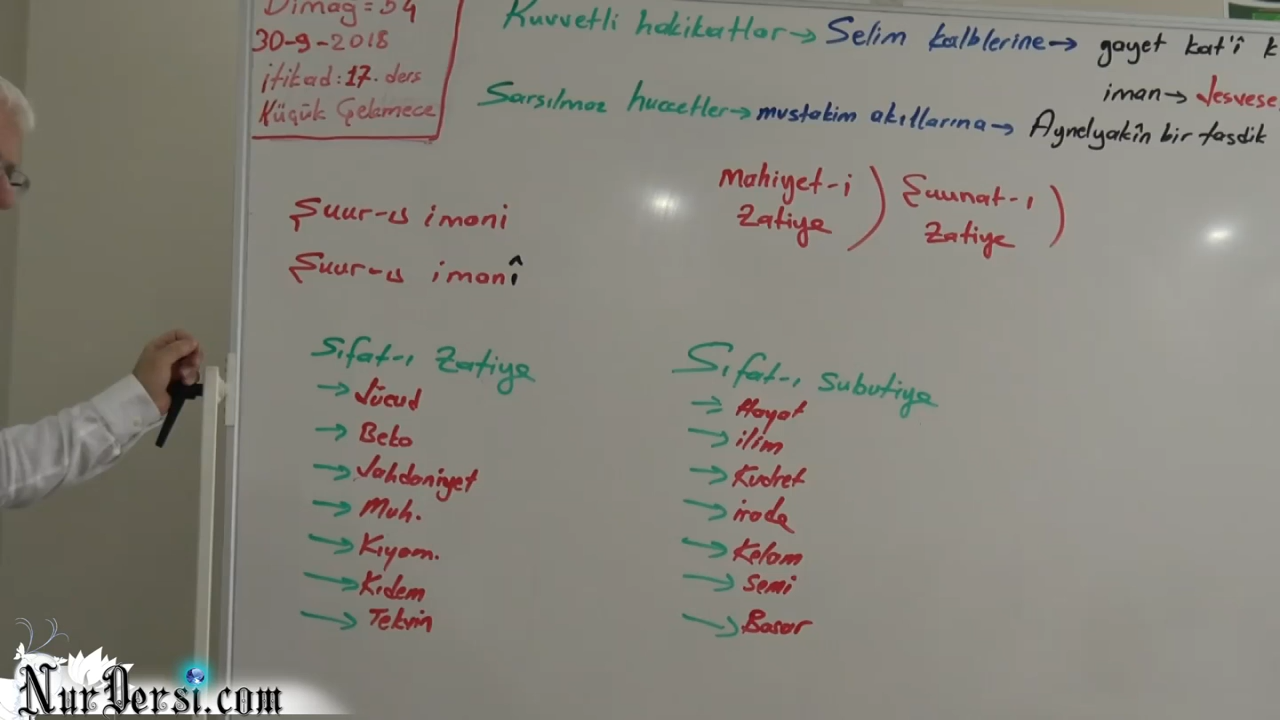 Dimağ = 54
30-9-2018
itikad: 17. ders
Küçük Çekmece
Kuvvetli hakikatlar → Selim kalblerine → gayet kat'î
iman → Vesvese
Sarsılmaz huccetler → mustakim akıllarına → Aynelyakîn bir tasdik
Mahiyet-i
Zatiye
Şuunat-ı
Zatiye
Şuur-u imani
Şuur-u imanî
Sıfat-ı Zatiye
→ Vücud
→ Beka
→ Vahdaniyet
→ Muh.
→ Kıyam.
→ Kıdem
→ Tekvin
Sıfat-ı Subutiye
→ Hayat
→ ilim
→ Kudret
→ irade
→ Kelam
→ Semi
→ Basar
NurDersi.com